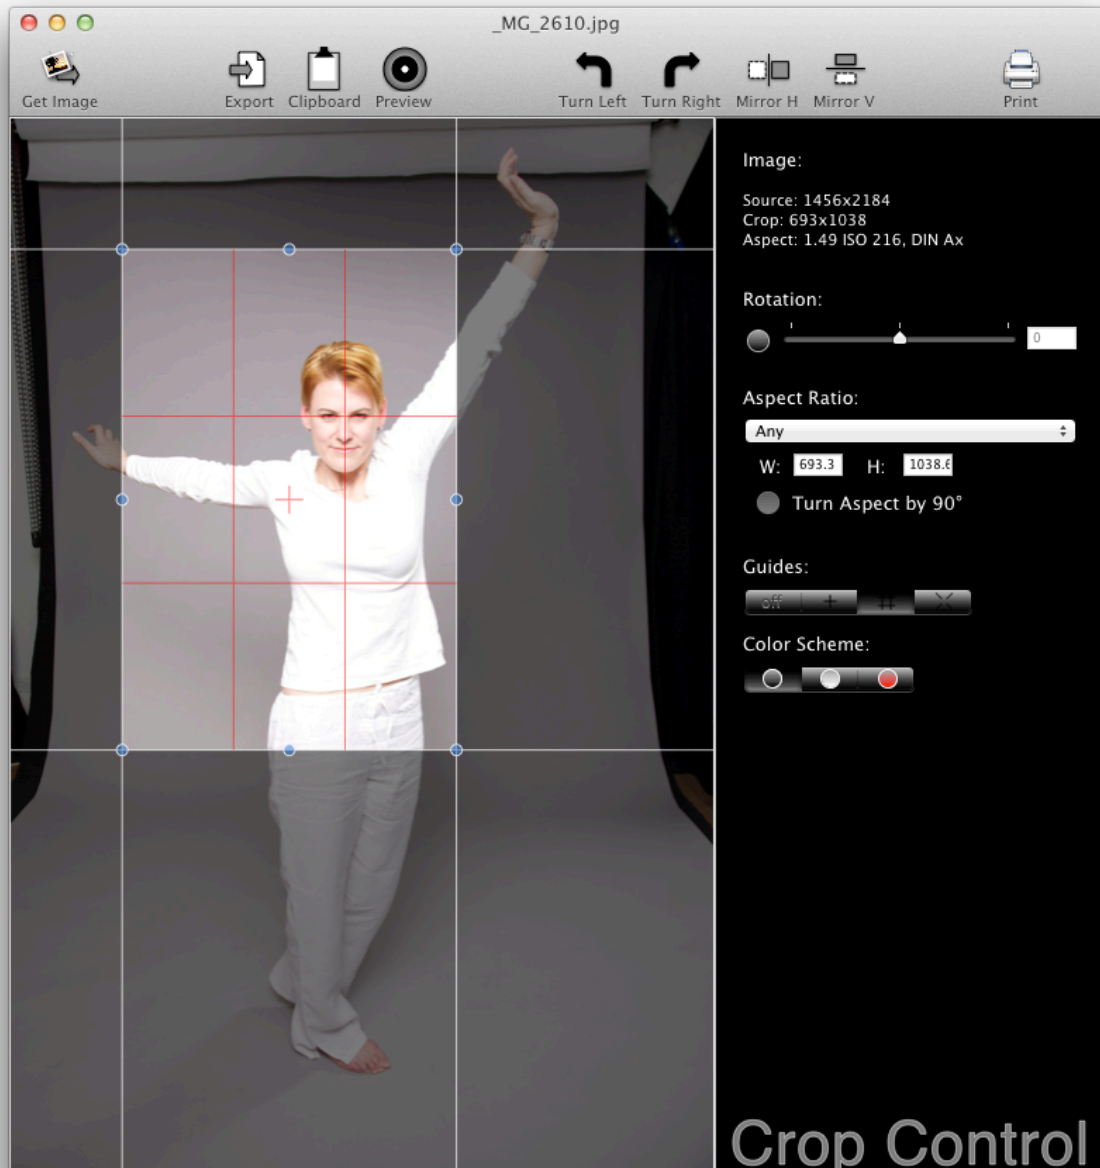 _MG_2610.jpg
Get Image Export Clipboard Preview Turn Left Turn Right Mirror H Mirror V Print
Image:
Source: 1456x2184
Crop: 693x1038
Aspect: 1.49 ISO 216, DIN Ax
Rotation:
0
Aspect Ratio:
Any
W: 693.3 H: 1038.6
Turn Aspect by 90°
Guides:
off
Color Scheme:
Crop Control